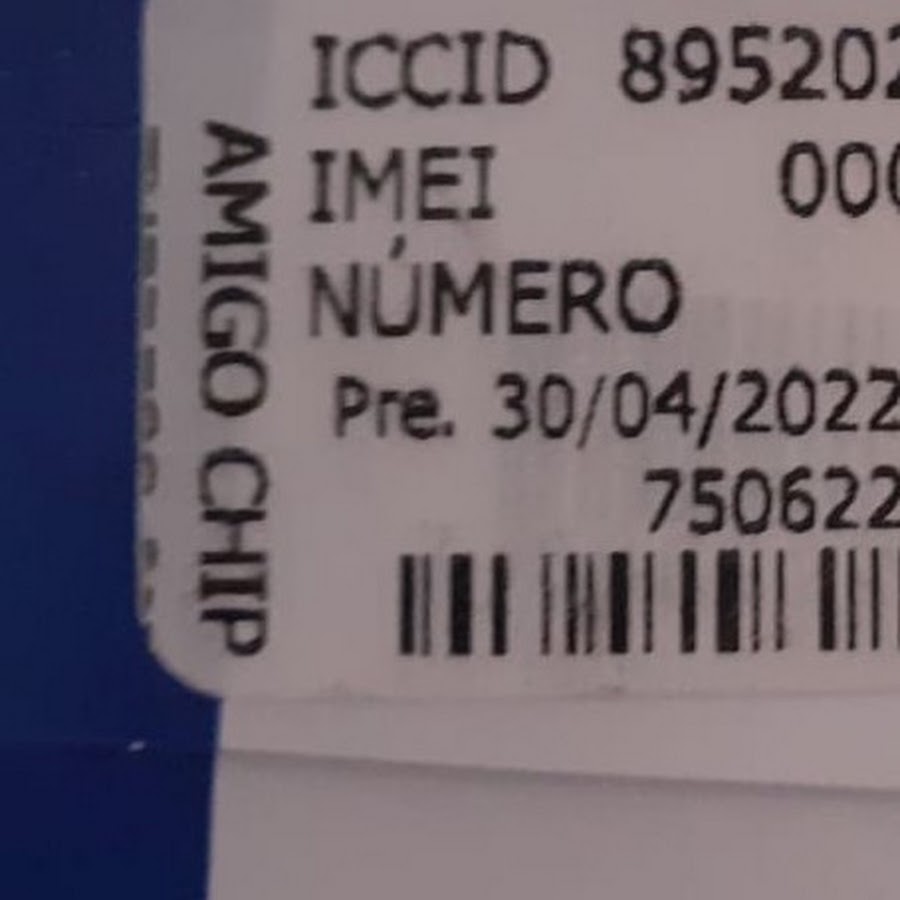 ICCID 895202
IMEI 000
NÚMERO
Pre. 30/04/2022
750622
AMIGO CHIP